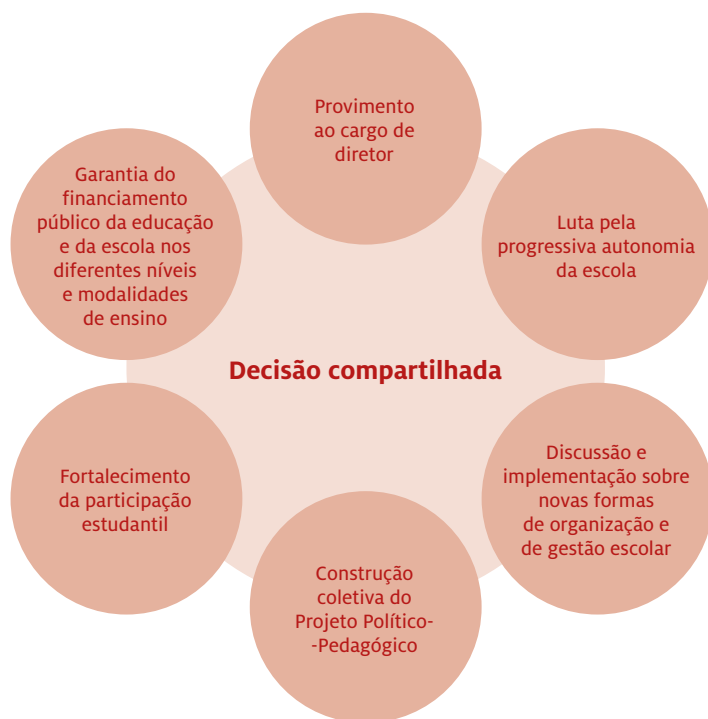 Provimento
ao cargo de
diretor
Garantia do
financiamento
público da educação
e da escola nos
diferentes níveis
e modalidades
de ensino
Luta pela
progressiva autonomia
da escola
Decisão compartilhada
Fortalecimento
da participação
estudantil
Discussão e
implementação sobre
novas formas
de organização e
de gestão escolar
Construção
coletiva do
Projeto Político-
-Pedagógico